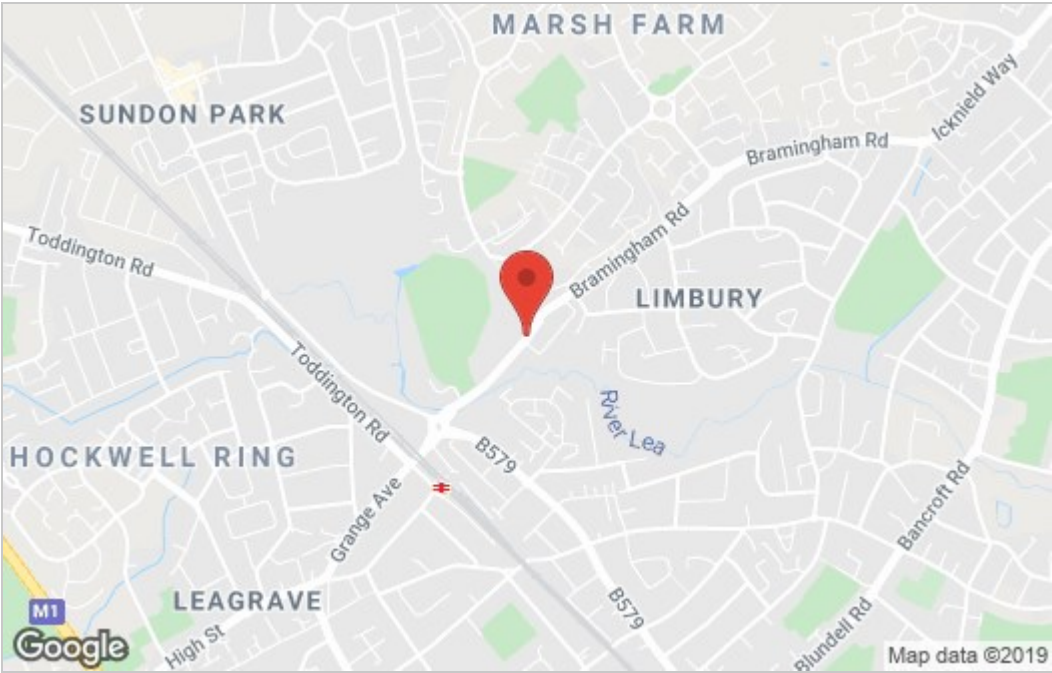 MARSH FARM
SUNDON PARK
Icknield Way
Bramingham Rd
Bramingham Rd
Toddington Rd
LIMBURY
Toddington Rd
River Lea
HOCKWELL RING
B579
Grange Ave
Bancroft Rd
LEAGRAVE
M1
B579
High St
Blundell Rd
Google
Map data ©2019